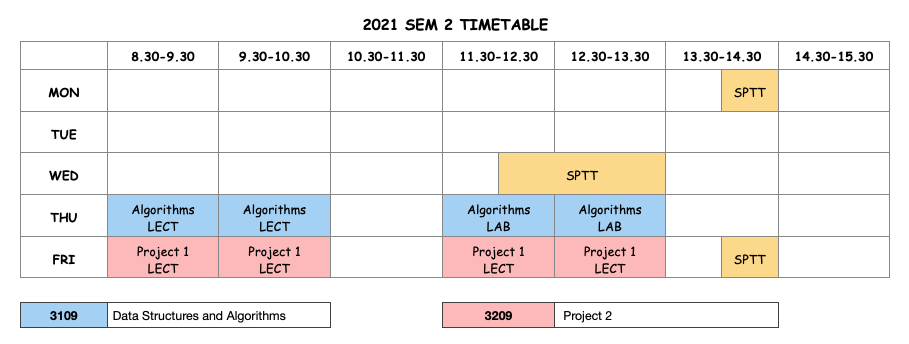 2021 SEM 2 TIMETABLE
8.30-9.30 9.30-10.30 10.30-11.30 11.30-12.30 12.30-13.30 13.30-14.30 14.30-15.30
MON SPTT
TUE
WED SPTT
THU Algorithms LECT Algorithms LECT Algorithms LAB Algorithms LAB
FRI Project 1 LECT Project 1 LECT Project 1 LECT Project 1 LECT SPTT
3109 Data Structures and Algorithms 3209 Project 2